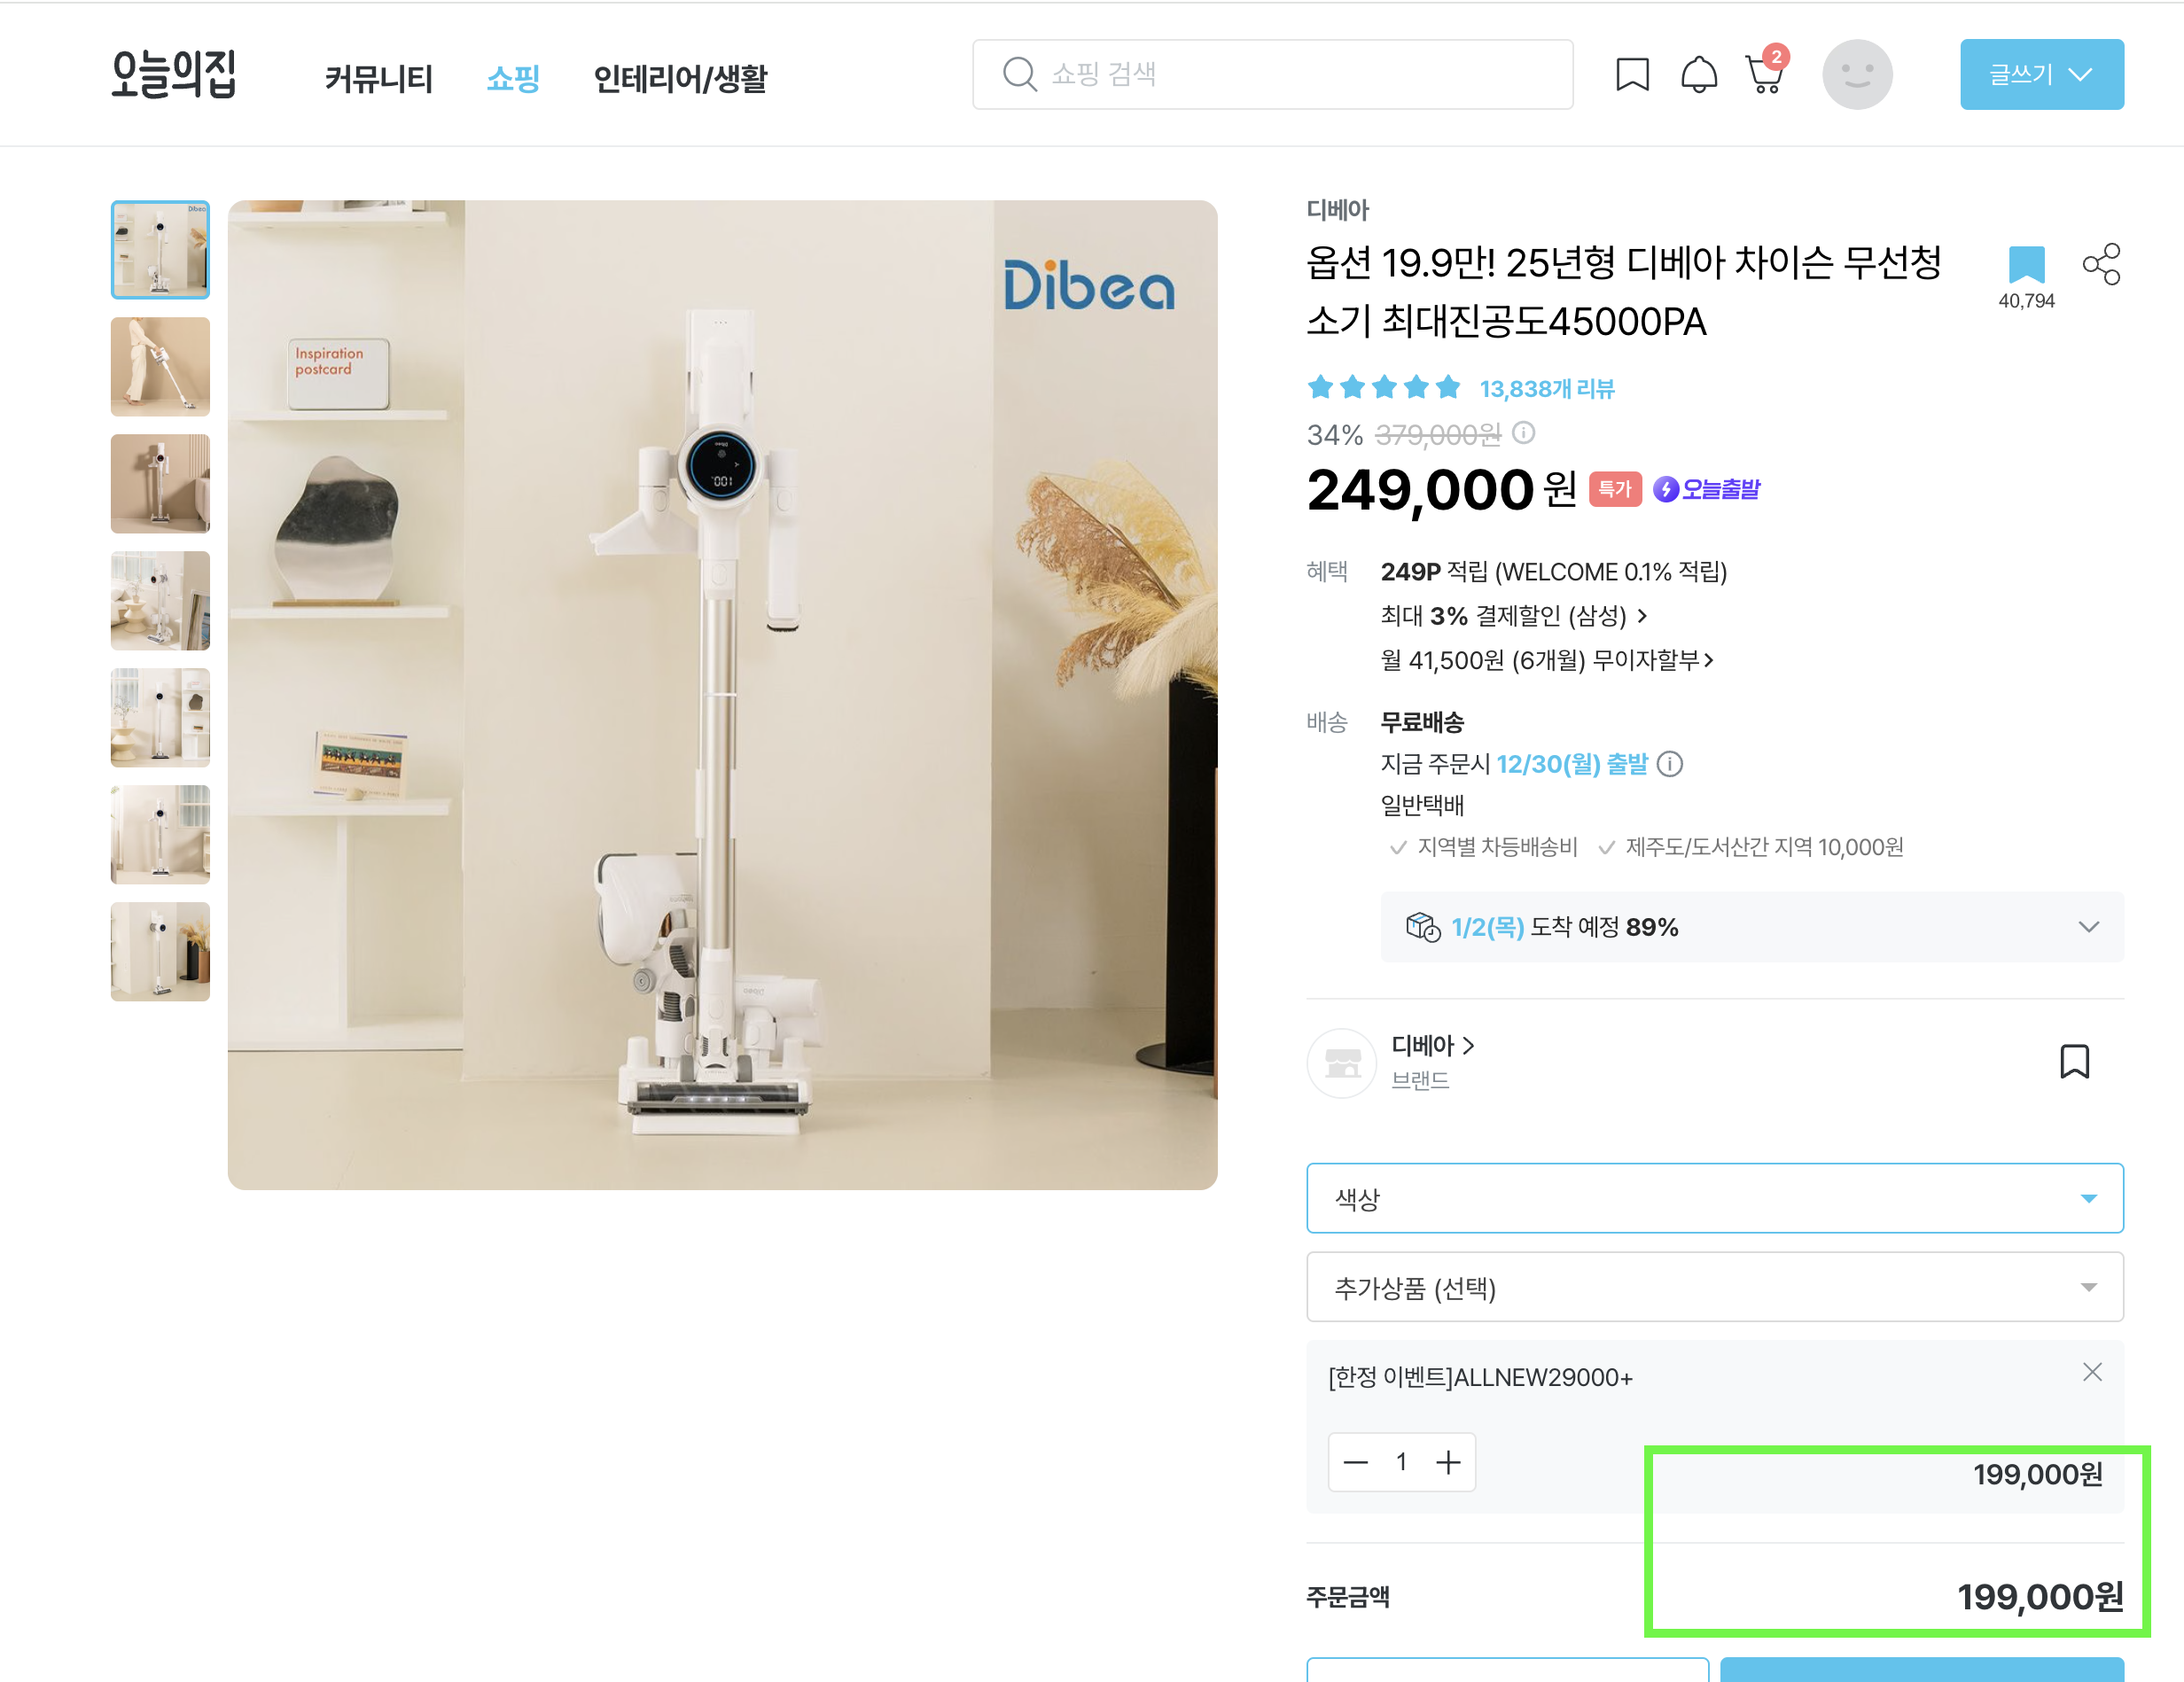 오늘의집
커뮤니티 쇼핑 인테리어/생활
쇼핑 검색
2
글쓰기
Dibea
Inspiration
postcard
디베아
옵션 19.9만! 25년형 디베아 차이슨 무선청
소기 최대진공도45000PA
40,794
13,838개 리뷰
34% 379,000원
249,000원 특가 오늘출발
혜택 249P 적립 (WELCOME 0.1% 적립)
최대 3% 결제할인 (삼성)
월 41,500원 (6개월) 무이자할부
배송 무료배송
지금 주문시 12/30(월) 출발
일반택배
지역별 차등배송비 제주도/도서산간 지역 10,000원
1/2(목) 도착 예정 89%
디베아
브랜드
색상
추가상품 (선택)
[한정 이벤트]ALLNEW29000+
1
199,000원
주문금액 199,000원